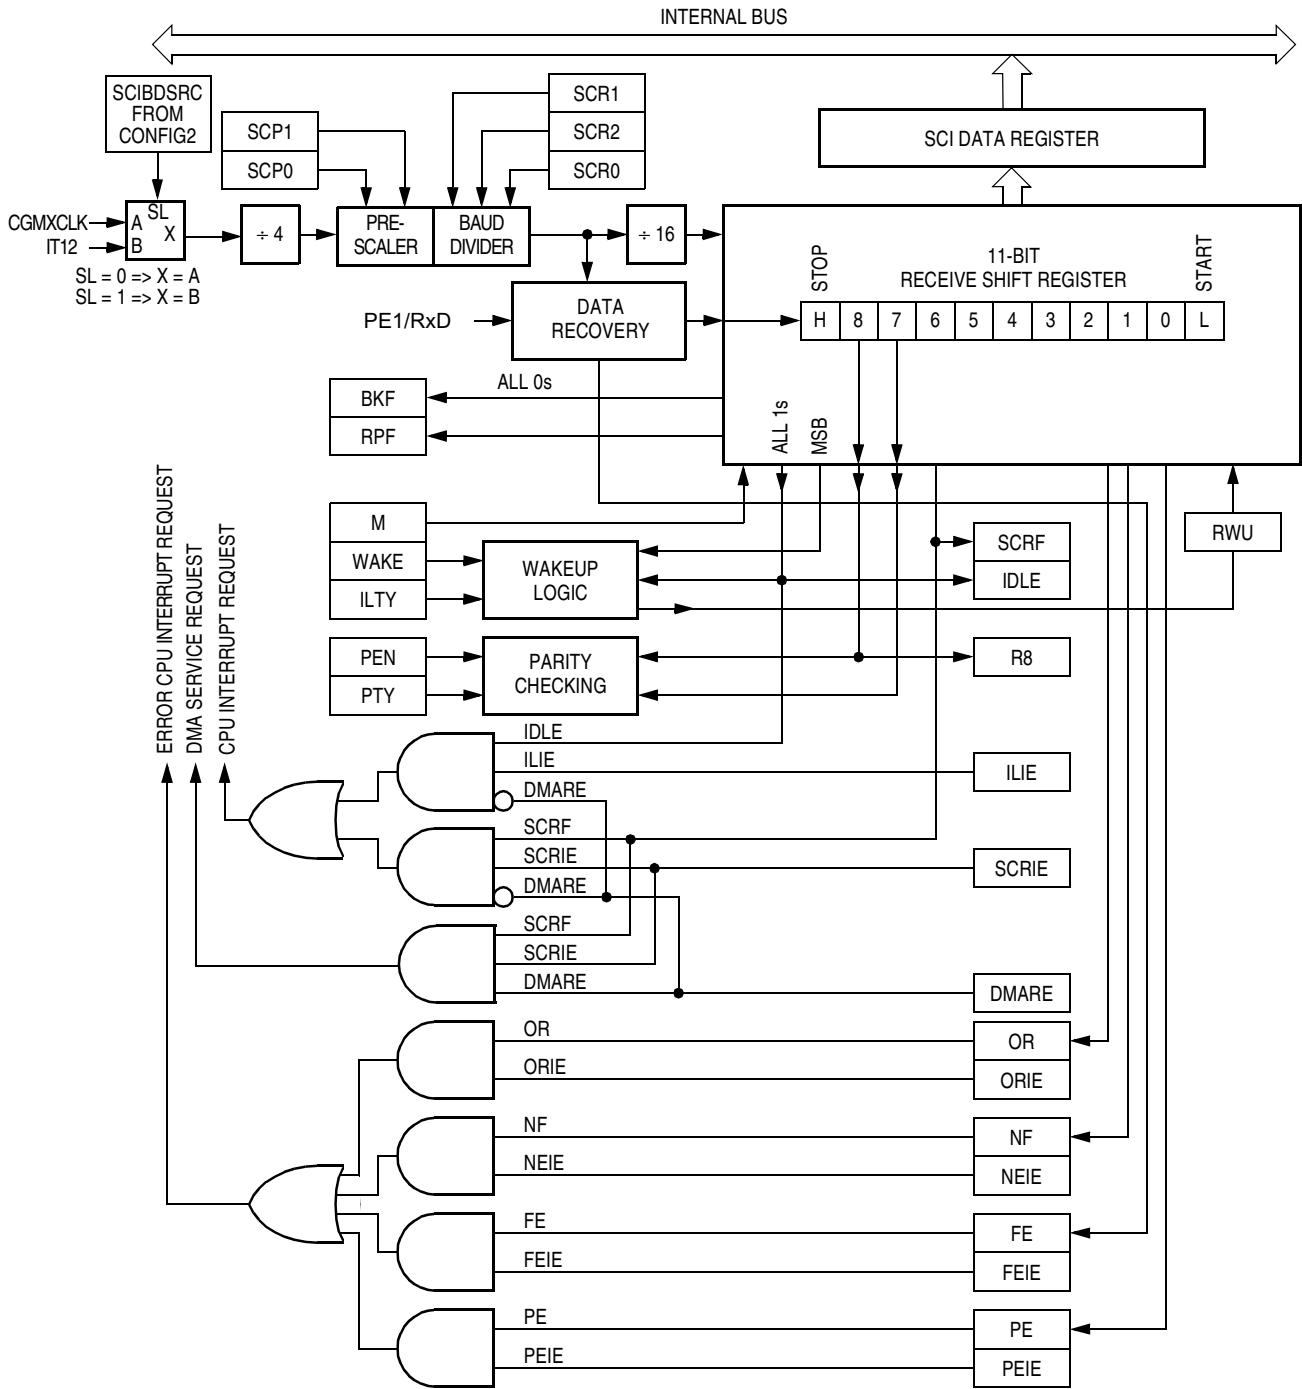 INTERNAL BUS
SCIBDSRC
FROM
CONFIG2
SCP1
SCP0
SCR1
SCR2
SCR0
SCI DATA REGISTER
CGMXCLK
IT12
A
B
SL
X
SL = 0 => X = A
SL = 1 => X = B
÷ 4
PRE-
SCALER
BAUD
DIVIDER
÷ 16
STOP
11-BIT
RECEIVE SHIFT REGISTER
START
H 8 7 6 5 4 3 2 1 0 L
PE1/RxD
DATA
RECOVERY
ALL 0s
BKF
RPF
ALL 1s
MSB
M
WAKE
ILTY
WAKEUP
LOGIC
SCRF
IDLE
RWU
PEN
PTY
PARITY
CHECKING
R8
ERROR CPU INTERRUPT REQUEST
DMA SERVICE REQUEST
CPU INTERRUPT REQUEST
IDLE
ILIE
DMARE
ILIE
SCRF
SCRIE
DMARE
SCRIE
SCRF
SCRIE
DMARE
DMARE
OR
ORIE
OR
ORIE
NF
NEIE
NF
NEIE
FE
FEIE
FE
FEIE
PE
PEIE
PE
PEIE